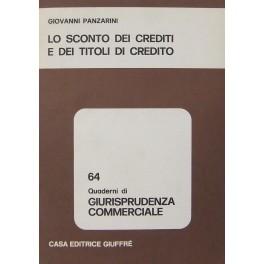 GIOVANNI PANZARINI
LO SCONTO DEI CREDITI
E DEI TITOLI DI CREDITO
64
Quaderni di
GIURISPRUDENZA
COMMERCIALE
CASA EDITRICE GIUFFRÈ